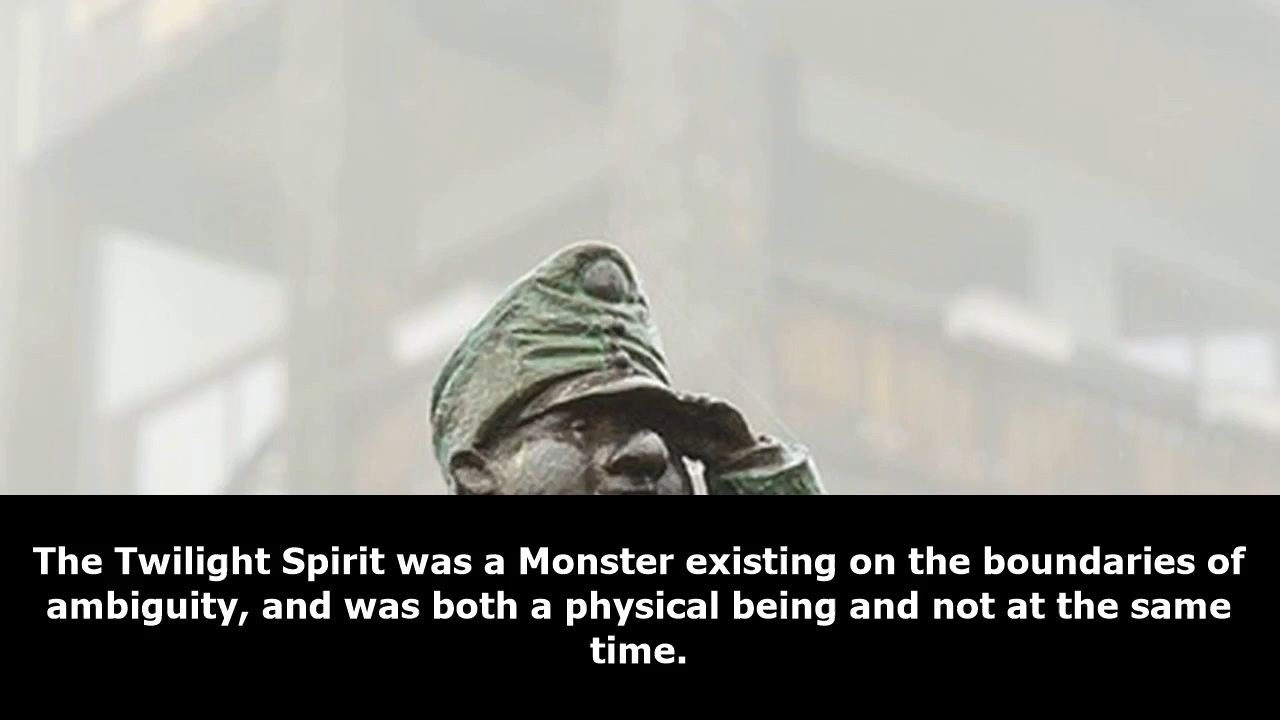 The Twilight Spirit was a Monster existing on the boundaries of
ambiguity, and was both a physical being and not at the same
time.